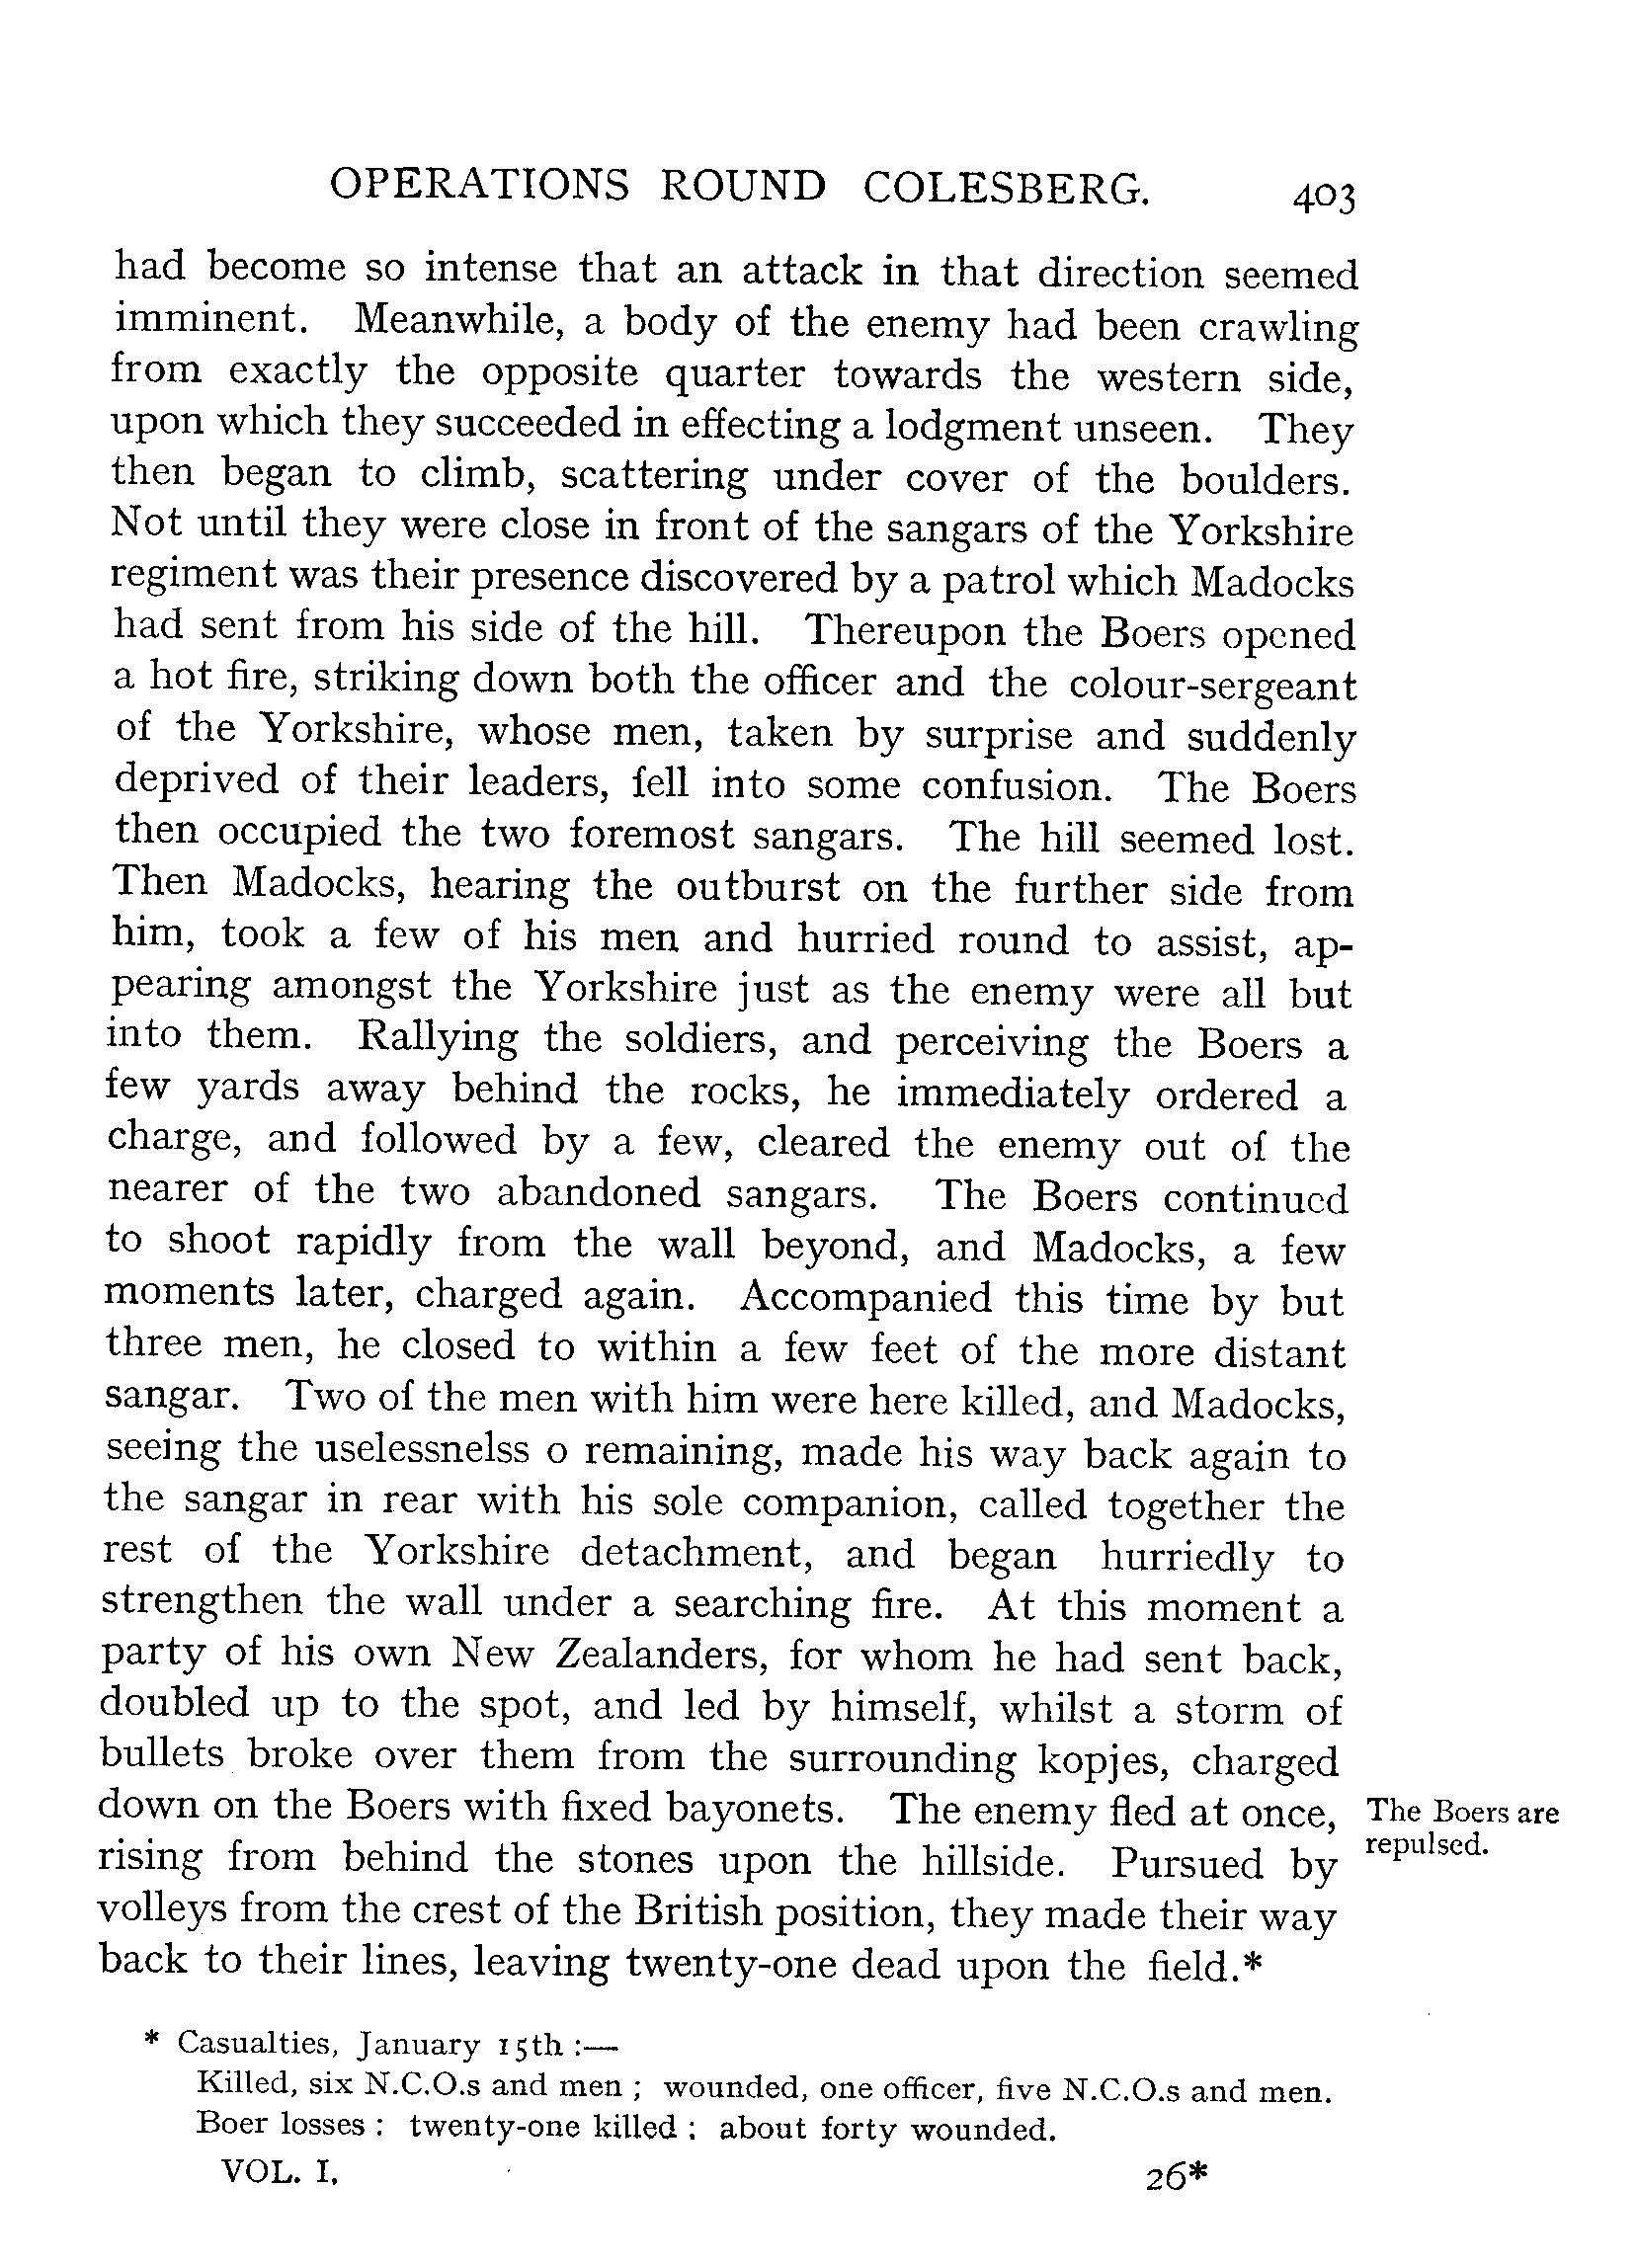 OPERATIONS ROUND COLESBERG. 403
had become so intense that an attack in that direction seemed
imminent. Meanwhile, a body of the enemy had been crawling
from exactly the opposite quarter towards the western side,
upon which they succeeded in effecting a lodgment unseen. They
then began to climb, scattering under cover of the boulders.
Not until they were close in front of the sangars of the Yorkshire
regiment was their presence discovered by a patrol which Madocks
had sent from his side of the hill. Thereupon the Boers opened
a hot fire, striking down both the officer and the colour-sergeant
of the Yorkshire, whose men, taken by surprise and suddenly
deprived of their leaders, fell into some confusion. The Boers
then occupied the two foremost sangars. The hill seemed lost.
Then Madocks, hearing the outburst on the further side from
him, took a few of his men and hurried round to assist, ap-
pearing amongst the Yorkshire just as the enemy were all but
into them. Rallying the soldiers, and perceiving the Boers a
few yards away behind the rocks, he immediately ordered a
charge, and followed by a few, cleared the enemy out of the
nearer of the two abandoned sangars. The Boers continued
to shoot rapidly from the wall beyond, and Madocks, a few
moments later, charged again. Accompanied this time by but
three men, he closed to within a few feet of the more distant
sangar. Two of the men with him were here killed, and Madocks,
seeing the uselessnelss o remaining, made his way back again to
the sangar in rear with his sole companion, called together the
rest of the Yorkshire detachment, and began hurriedly to
strengthen the wall under a searching fire. At this moment a
party of his own New Zealanders, for whom he had sent back,
doubled up to the spot, and led by himself, whilst a storm of
bullets broke over them from the surrounding kopjes, charged
down on the Boers with fixed bayonets. The enemy fled at once,
rising from behind the stones upon the hillside. Pursued by
volleys from the crest of the British position, they made their way
back to their lines, leaving twenty-one dead upon the field.*
The Boers are
repulsed.
* Casualties, January 15th :—
Killed, six N.C.O.s and men ; wounded, one officer, five N.C.O.s and men.
Boer losses : twenty-one killed ; about forty wounded.
VOL. I. 26*